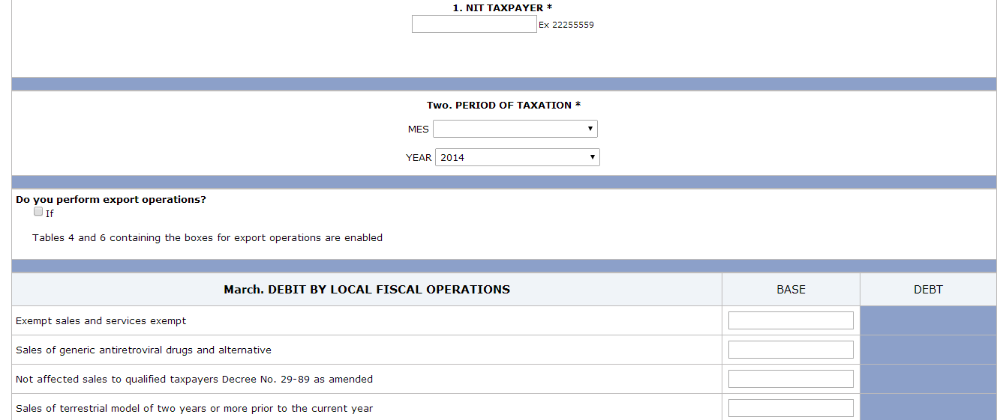 1. NIT TAXPAYER *
Ex 22255559
Two. PERIOD OF TAXATION *
MES
YEAR 2014
Do you perform export operations?
If
Tables 4 and 6 containing the boxes for export operations are enabled
March. DEBIT BY LOCAL FISCAL OPERATIONS BASE DEBT
Exempt sales and services exempt
Sales of generic antiretroviral drugs and alternative
Not affected sales to qualified taxpayers Decree No. 29-89 as amended
Sales of terrestrial model of two years or more prior to the current year